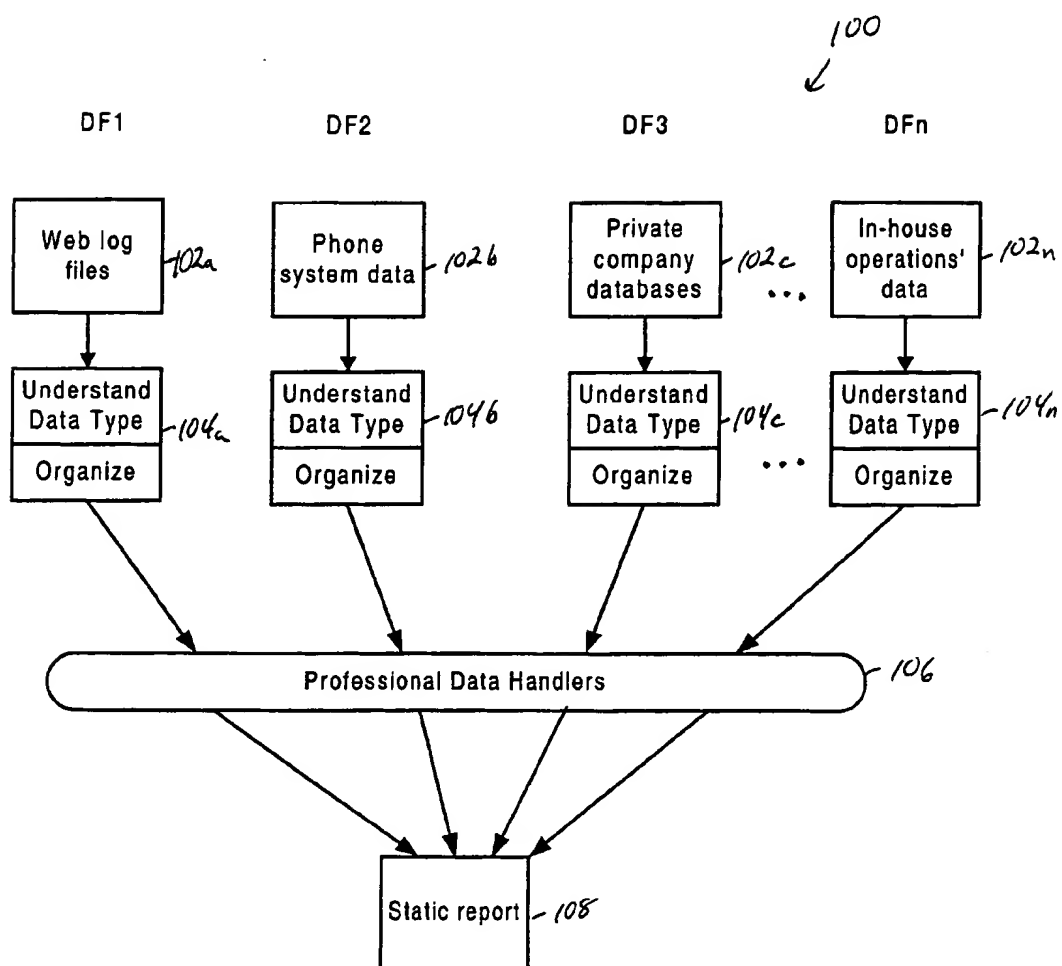 100
DF1 DF2 DF3 DFn
Web log
files
102a
Phone
system data
102b
Private
company
databases
102c
...
In-house
operations'
data
102n
Understand
Data Type
104a
Organize
Understand
Data Type
104b
Organize
Understand
Data Type
104c
Organize
...
Understand
Data Type
104n
Organize
Professional Data Handlers
106
Static report
108